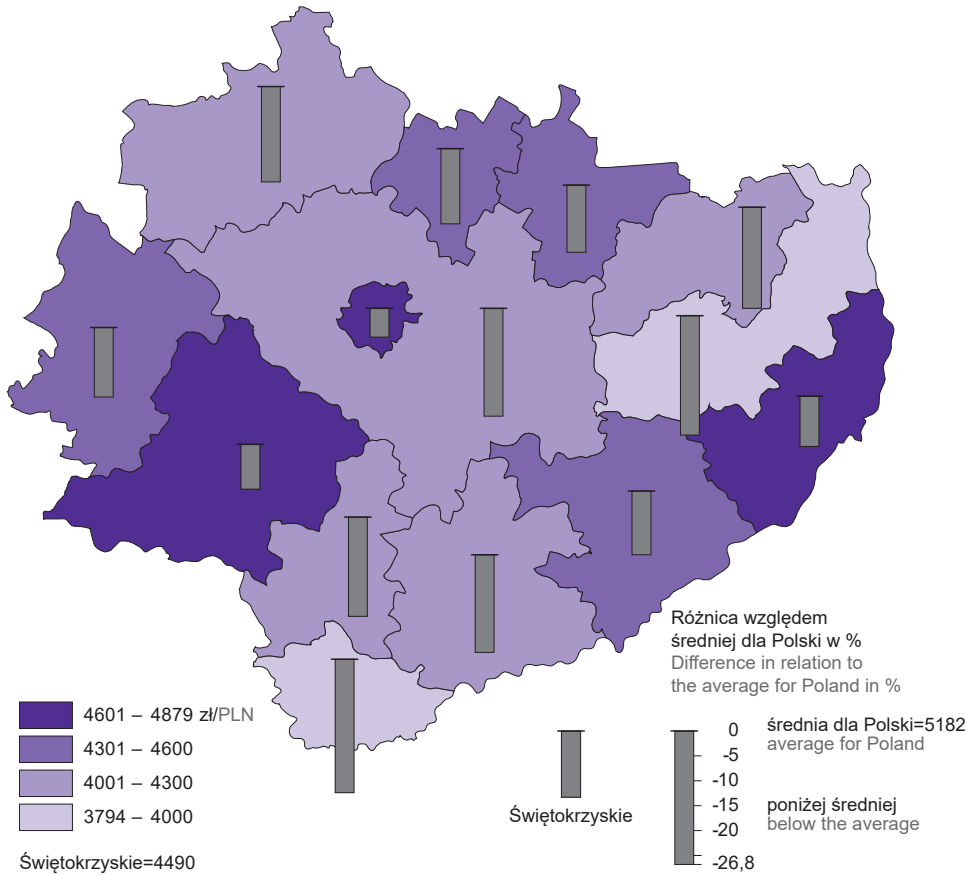 Różnica względem
średniej dla Polski w %
Difference in relation to
the average for Poland in %
4601 – 4879 zł/PLN
4301 – 4600
4001 – 4300
3794 – 4000
Świętokrzyskie=4490
Świętokrzyskie
0
-5
-10
-15
-20
-26,8
średnia dla Polski=5182
average for Poland
poniżej średniej
below the average